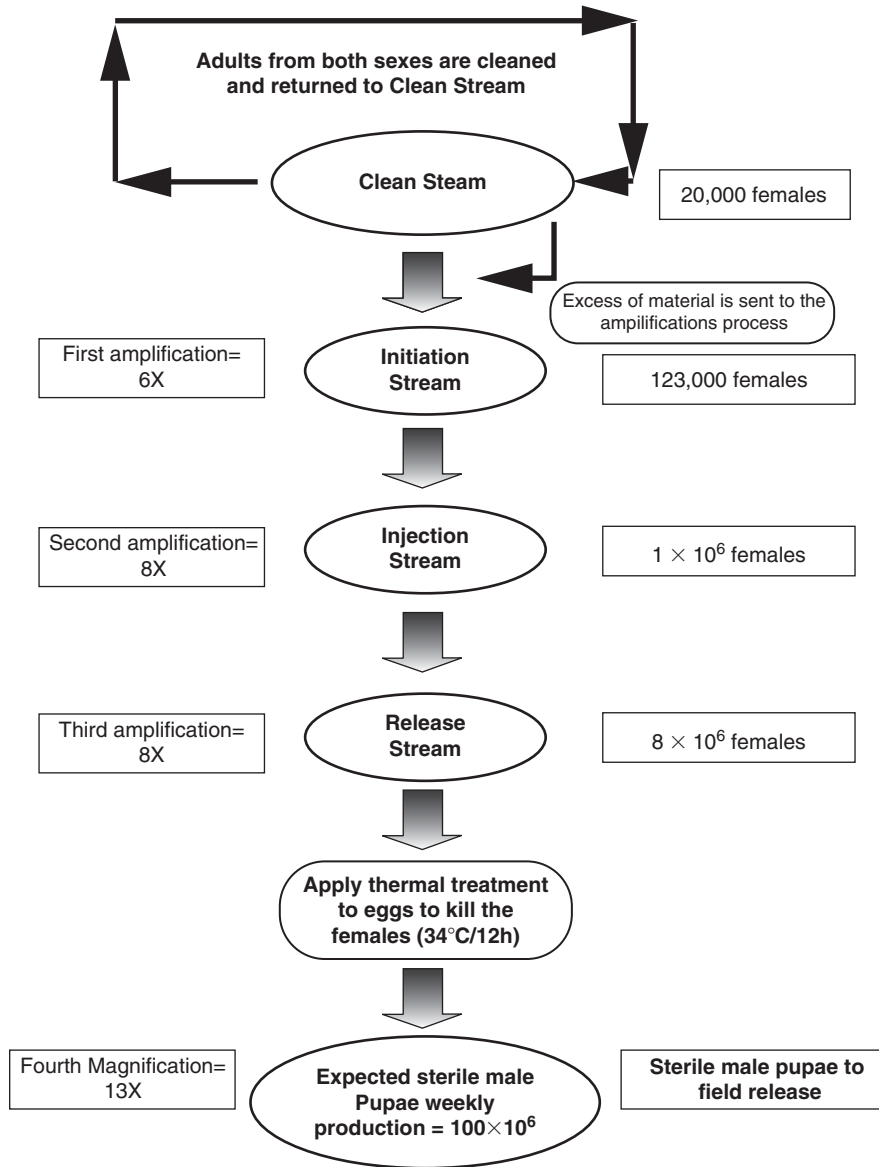 Adults from both sexes are cleaned
and returned to Clean Stream
Clean Steam
20,000 females
Excess of material is sent to the
ampilifications process
First amplification=
6X
Initiation
Stream
123,000 females
Second amplification=
8X
Injection
Stream
1 × 10⁶ females
Third amplification=
8X
Release
Stream
8 × 10⁶ females
Apply thermal treatment
to eggs to kill the
females (34°C/12h)
Fourth Magnification=
13X
Expected sterile male
Pupae weekly
production = 100×10⁶
Sterile male pupae to
field release